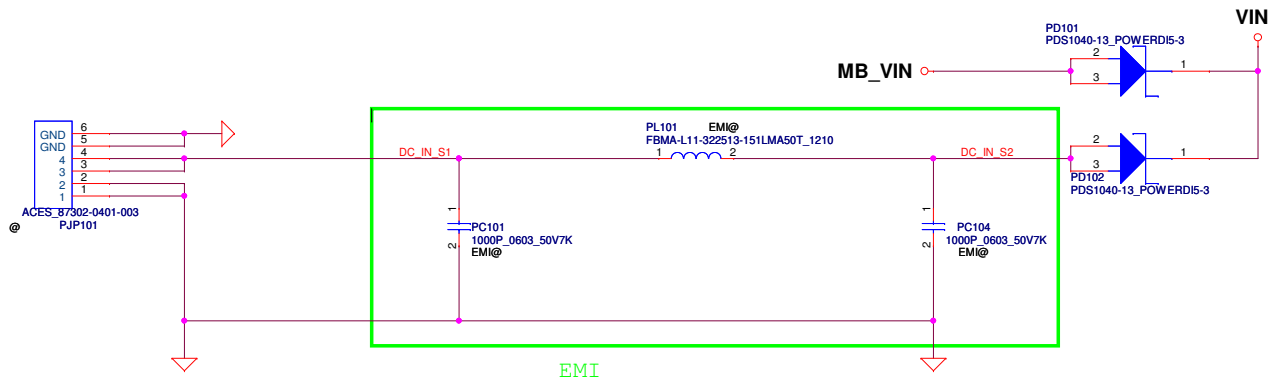 VIN
PD101
PDS1040-13_POWERDI5-3
MB_VIN
2
3
1
PL101 EMI@
FBMA-L11-322513-151LMA50T_1210
GND 6
GND 5
4 4
3 3
2 2
1 1
DC_IN_S1
1 2
DC_IN_S2
2
3
1
PD102
PDS1040-13_POWERDI5-3
ACES_87302-0401-003
@ PJP101
1
2
PC101
1000P_0603_50V7K
EMI@
1
2
PC104
1000P_0603_50V7K
EMI@
EMI